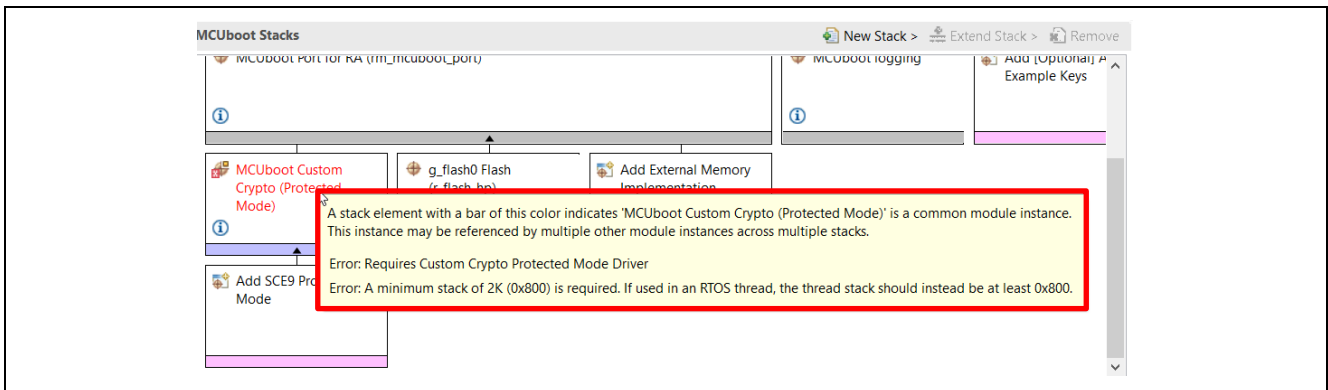 MCUboot Stacks
New Stack > Extend Stack > Remove
MCUboot Port for RA (rm_mcuboot_port)
MCUboot logging
Add [Optional] A
Example Keys
MCUboot Custom
Crypto (Protected
Mode)
g_flash0 Flash
(r_flash_hp)
Add External Memory
Implementation
A stack element with a bar of this color indicates 'MCUboot Custom Crypto (Protected Mode)' is a common module instance.
This instance may be referenced by multiple other module instances across multiple stacks.
Error: Requires Custom Crypto Protected Mode Driver
Error: A minimum stack of 2K (0x800) is required. If used in an RTOS thread, the thread stack should instead be at least 0x800.
Add SCE9 Pro
Mode